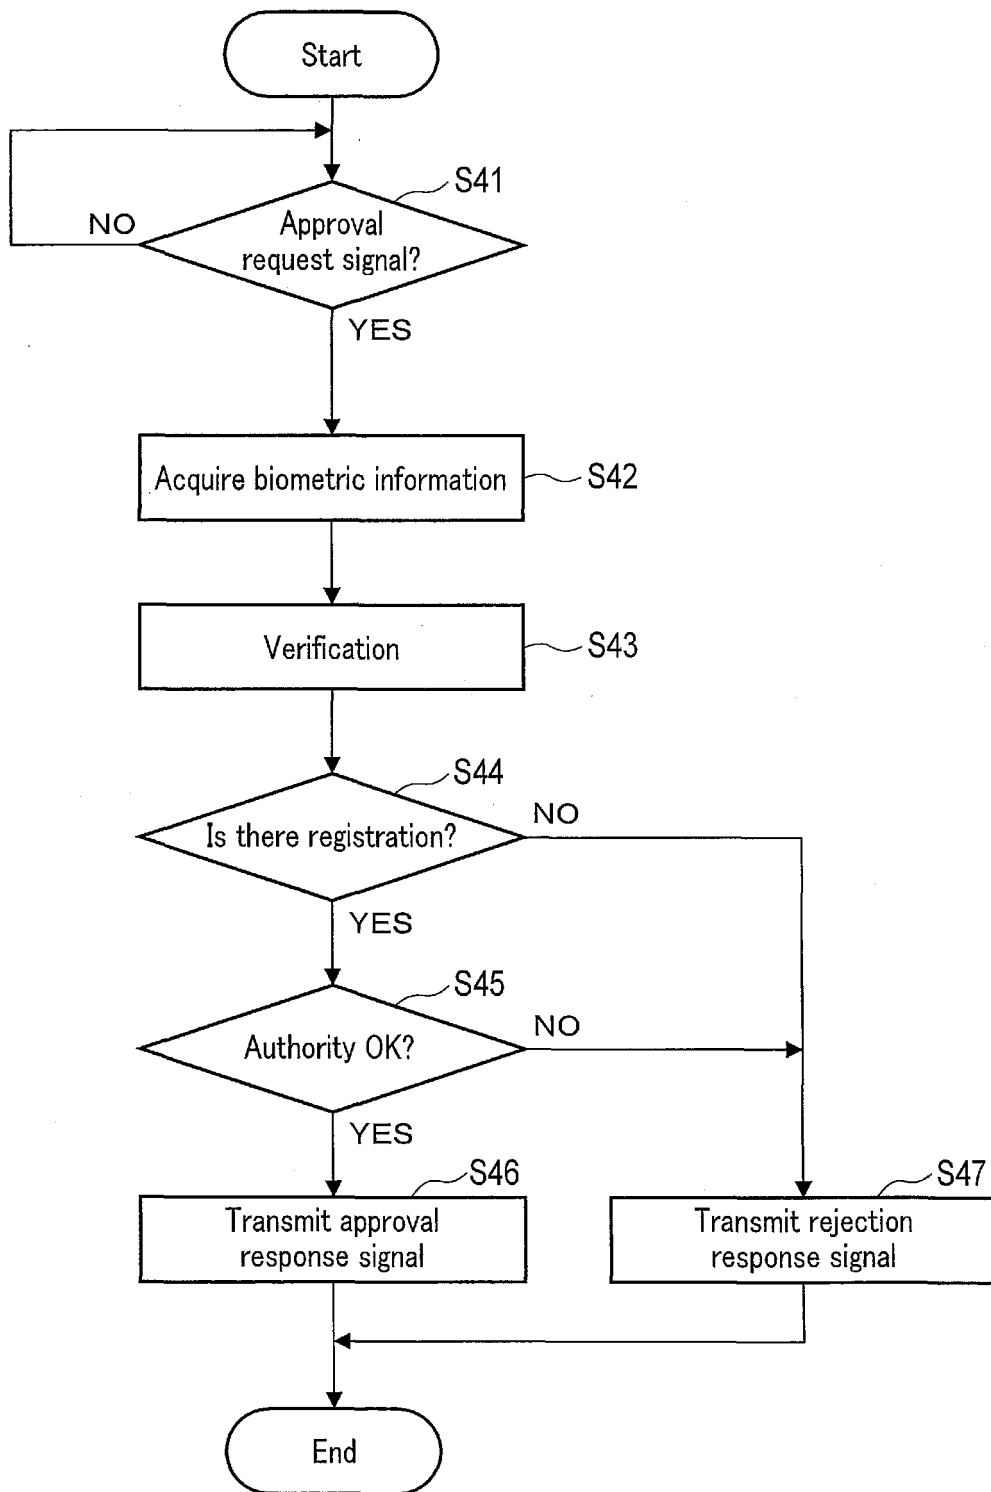 Start
S41
Approval
request signal?
NO
YES
Acquire biometric information
S42
Verification
S43
S44
Is there registration?
NO
YES
S45
Authority OK?
NO
YES
S46
Transmit approval
response signal
S47
Transmit rejection
response signal
End